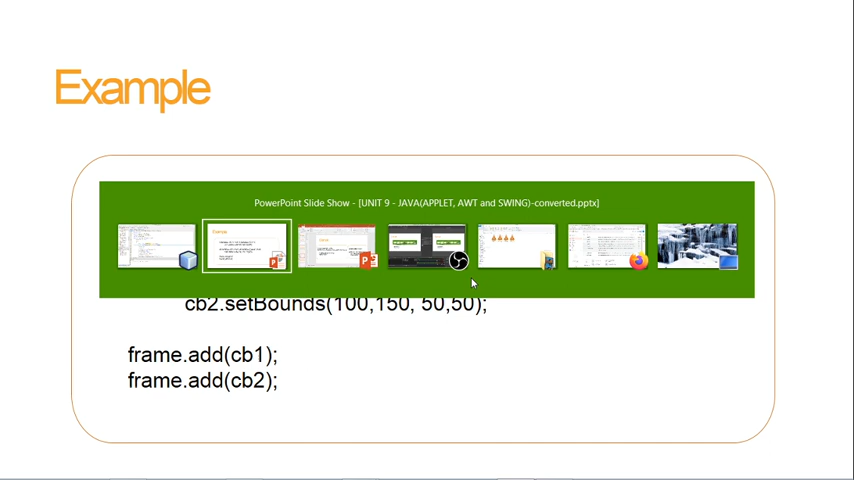 Example
PowerPoint Slide Show - [UNIT 9 - JAVA(APPLET, AWT and SWING)-converted.pptx]
cb2.setBounds(100,150, 50,50);
frame.add(cb1);
frame.add(cb2);